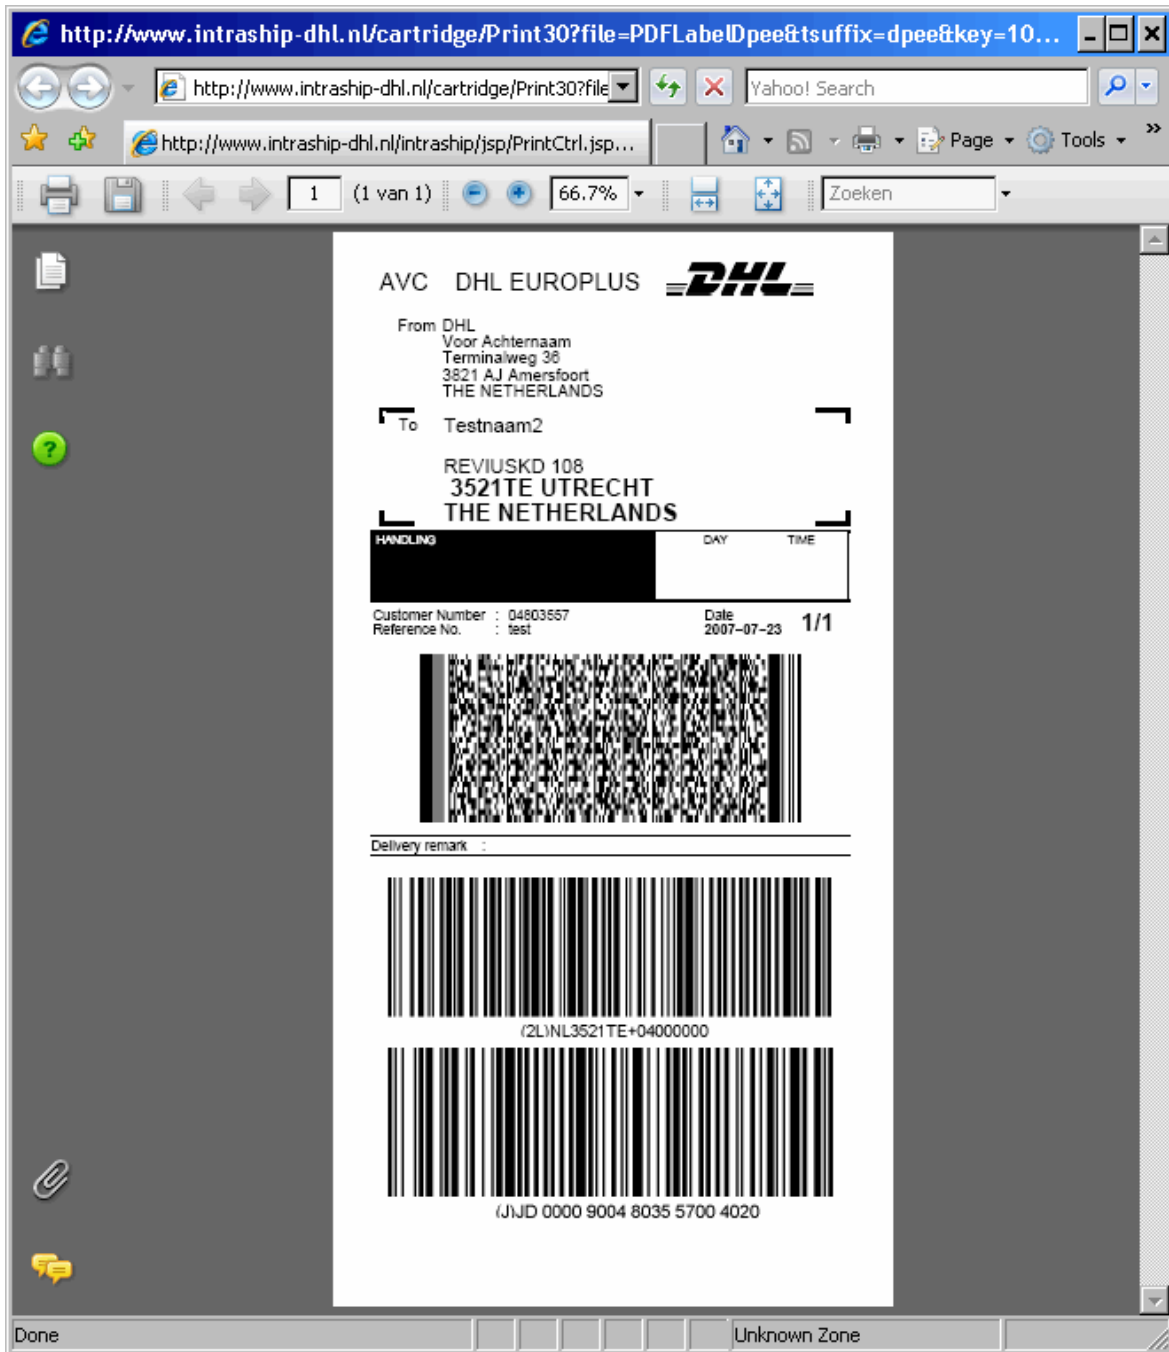 http://www.intraship-dhl.nl/cartridge/Print30?file=PDFLabelDpee&tsuffix=dpee&key=10...
http://www.intraship-dhl.nl/cartridge/Print30?file
Yahoo! Search
http://www.intraship-dhl.nl/intraship/jsp/PrintCtrl.jsp...
Page
Tools
»
1 (1 van 1) 66.7% Zoeken
AVC DHL EUROPLUS DHL
From DHL
Voor Achternaam
Terminalweg 36
3821 AJ Amersfoort
THE NETHERLANDS
To Testnaam2
REVIUSKD 108
3521TE UTRECHT
THE NETHERLANDS
HANDLING DAY TIME
Customer Number : 04803557 Date
Reference No. : test 2007-07-23 1/1
Delivery remark :
(2L)NL3521TE+04000000
(J)JD 0000 9004 8035 5700 4020
Done Unknown Zone